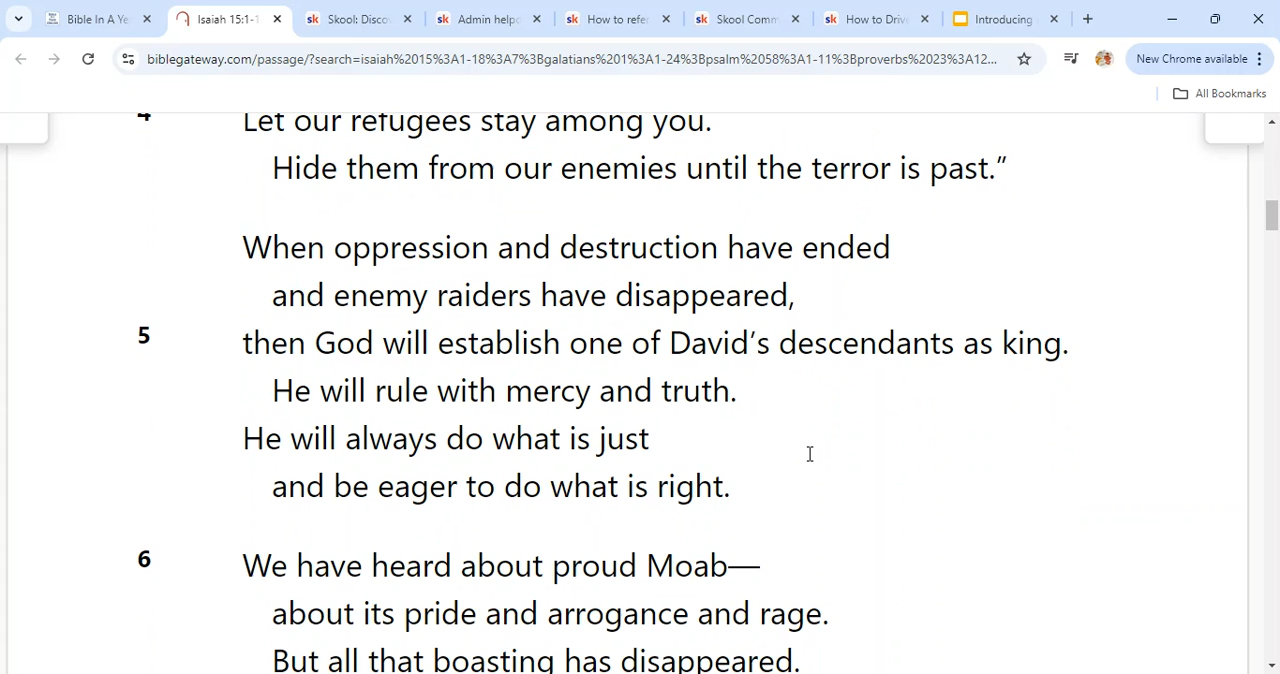 Bible In A Ye
Isaiah 15:1-1
Skool: Disco
Admin help
How to refe
Skool Comm
How to Driv
Introducing
biblegateway.com/passage/?search=isaiah%2015%3A1-18%3A7%3Bgalatians%201%3A1-24%3Bpsalm%2058%3A1-11%3Bproverbs%2023%3A12...
New Chrome available
All Bookmarks
4 Let our refugees stay among you.
Hide them from our enemies until the terror is past.”
When oppression and destruction have ended
and enemy raiders have disappeared,
5 then God will establish one of David’s descendants as king.
He will rule with mercy and truth.
He will always do what is just
and be eager to do what is right.
6 We have heard about proud Moab—
about its pride and arrogance and rage.
But all that boasting has disappeared.